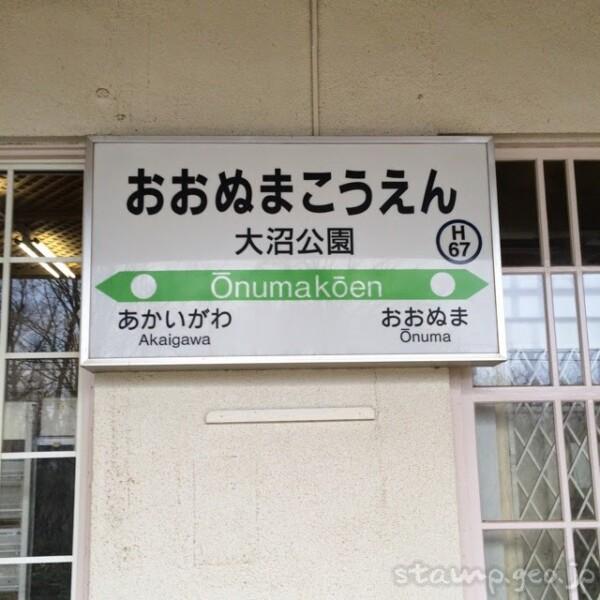 おおぬまこうえん
大沼公園
H
67
Ōnumakōen
あかいがわ
Akaigawa
おおぬま
Ōnuma
stamp.geo.jp